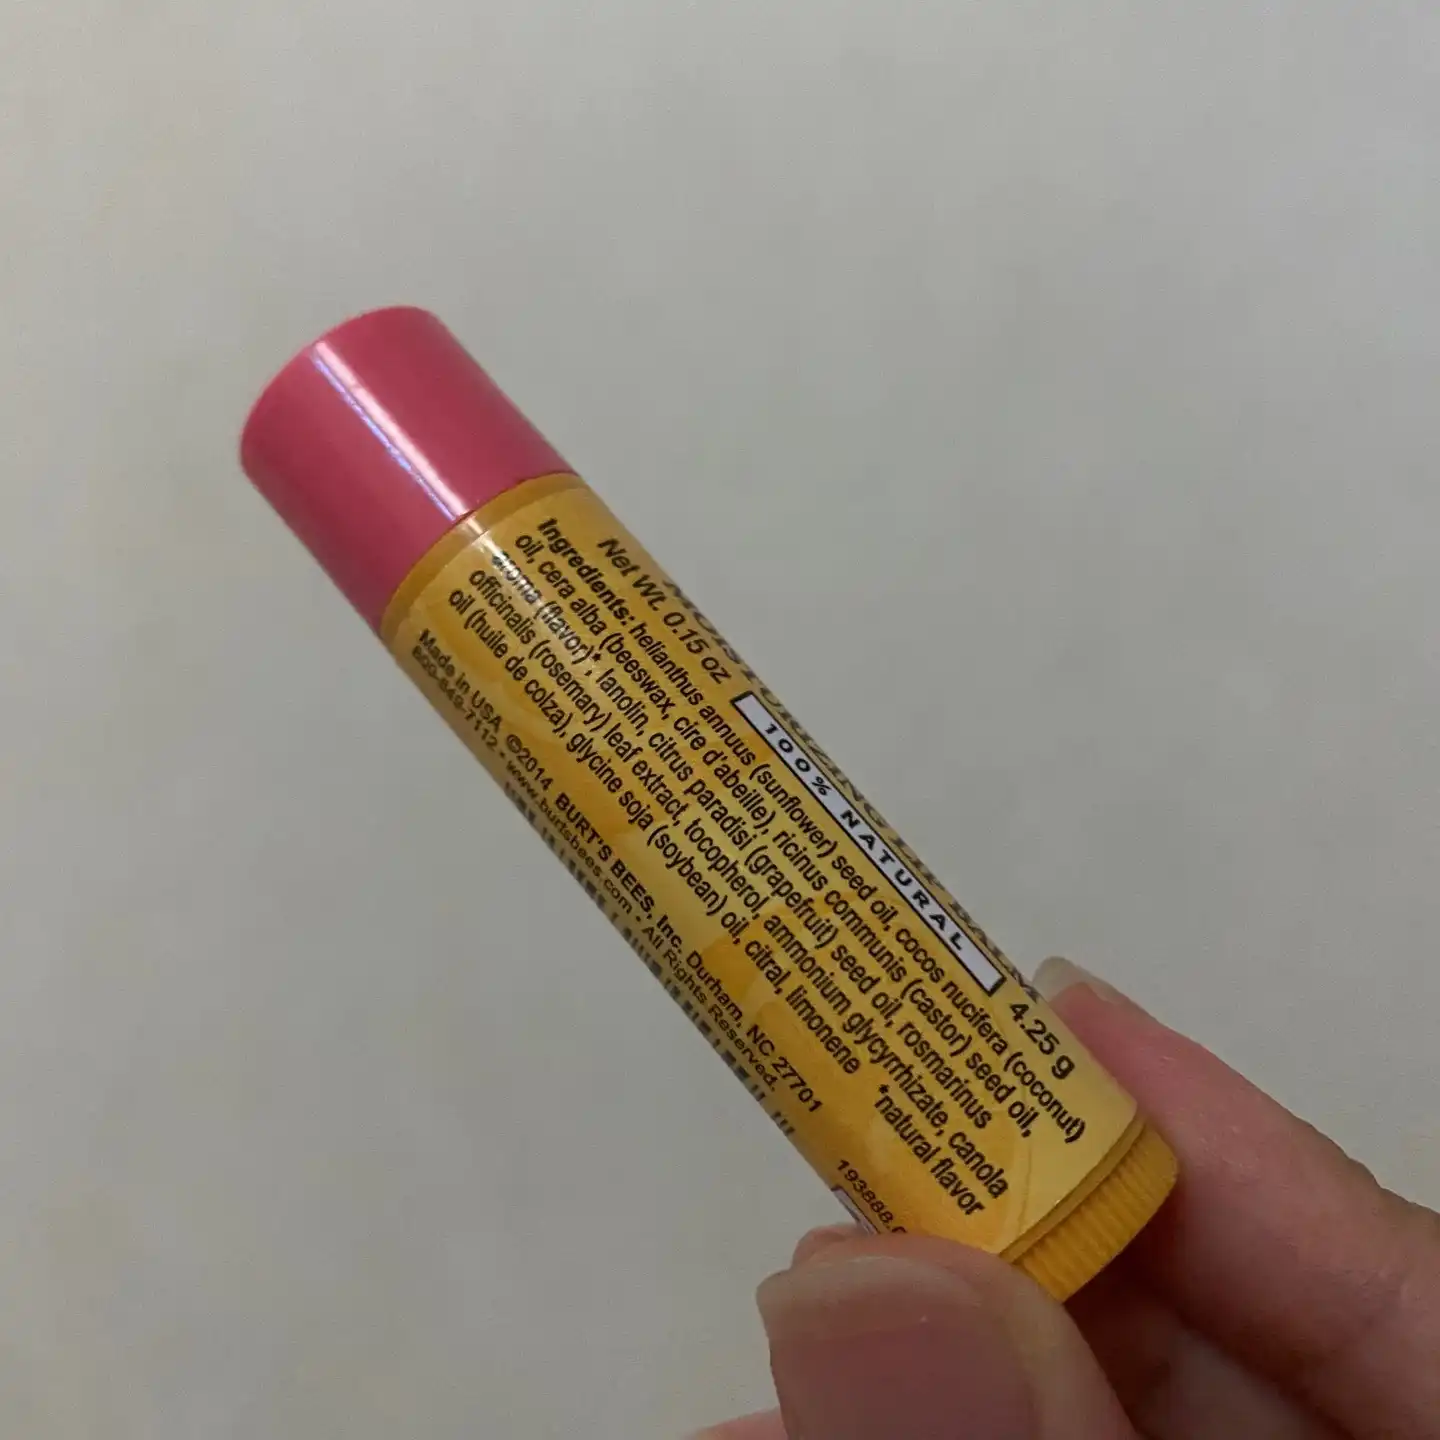 MOISTURIZING LIP BALM
Net Wt. 0.15 oz 100% NATURAL 4.25 g
Ingredients: helianthus annuus (sunflower) seed oil, cocos nucifera (coconut)
oil, cera alba (beeswax, cire d'abeille), ricinus communis (castor) seed oil,
aroma (flavor)*, lanolin, citrus paradisi (grapefruit) seed oil, rosmarinus
officinalis (rosemary) leaf extract, tocopherol, ammonium glycyrrhizate, canola
oil (huile de colza), glycine soja (soybean) oil, citral, limonene *natural flavor
Made in USA ©2014 BURT'S BEES, Inc. Durham, NC 27701
800-849-7112 • www.burtsbees.com • All Rights Reserved.
193888.